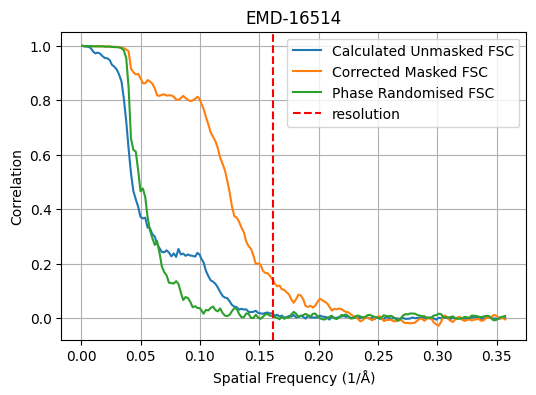 EMD-16514
Calculated Unmasked FSC
Corrected Masked FSC
Phase Randomised FSC
resolution
Correlation
1.0
0.8
0.6
0.4
0.2
0.0
0.00 0.05 0.10 0.15 0.20 0.25 0.30 0.35
Spatial Frequency (1/Å)